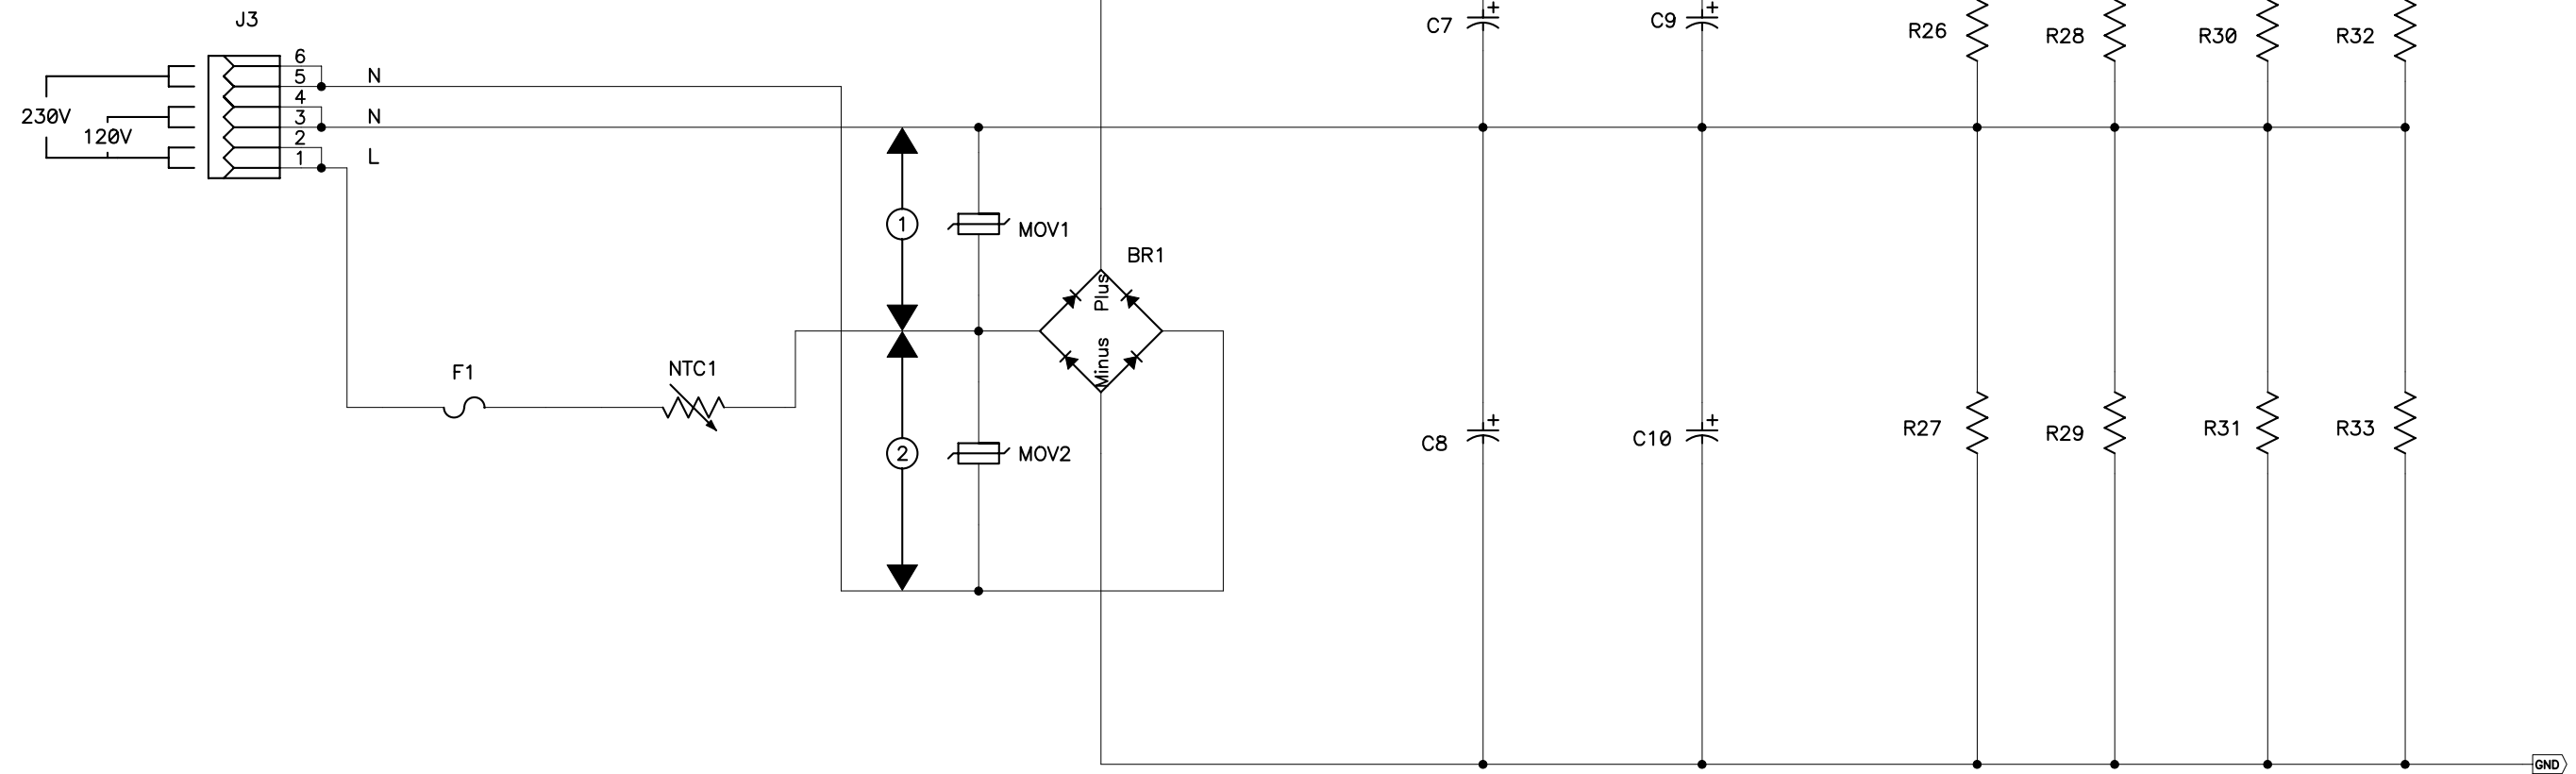 J3
C7 + C9 + R26 R28 R30 R32
6
5 N
4
230V 3 N
120V 2
1 L
1 MOV1
BR1
Plus
Minus
F1 NTC1
2 MOV2
C8 + C10 + R27 R29 R31 R33
GND